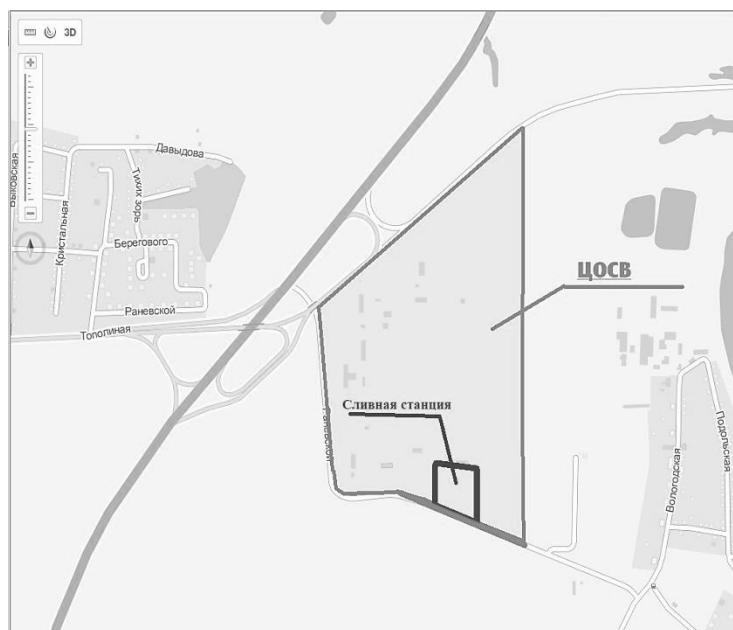 3D
Давыдова
Быковская
Тихих зорь
Кристальная
Берегового
ЦОСВ
Раневской
Тополиная
Сливная станция
Раневской
Подольская
Вологодская